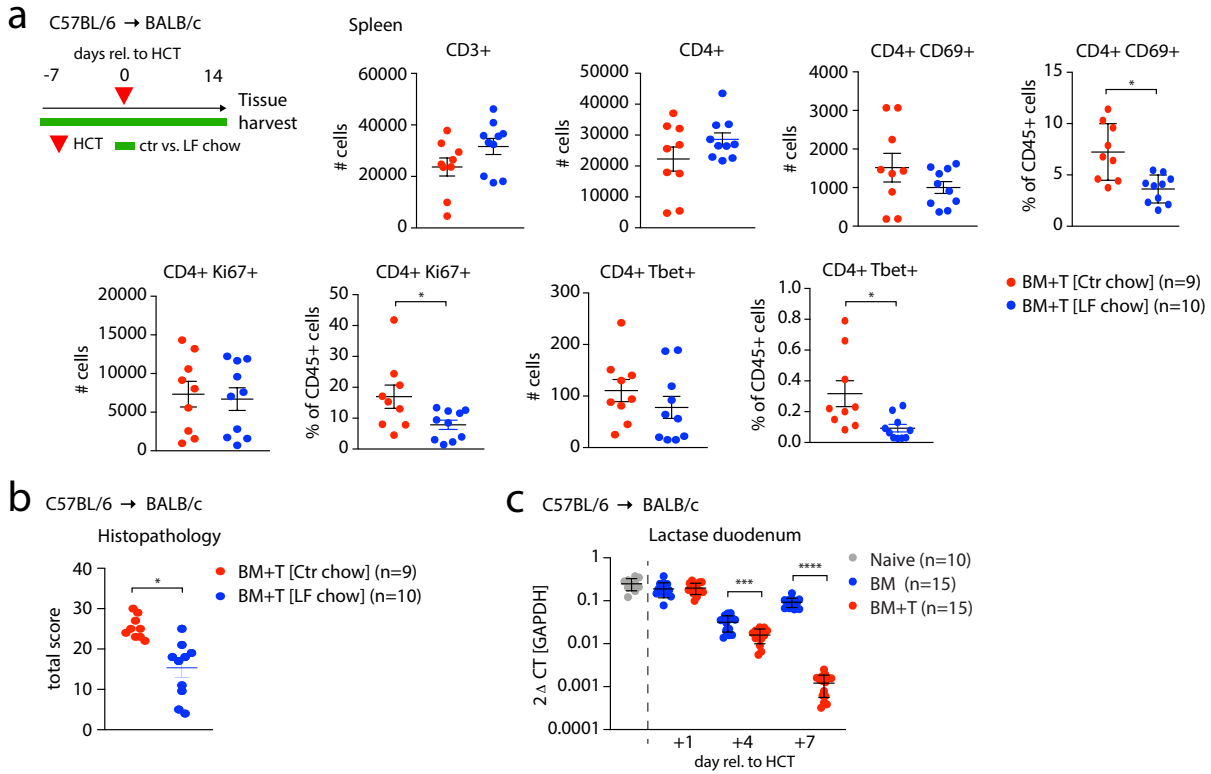 a
C57BL/6 → BALB/c
days rel. to HCT
-7 0 14
Tissue
harvest
HCT ctr vs. LF chow
Spleen
CD3+
# cells
60000
40000
20000
0
CD4+
# cells
50000
40000
30000
20000
10000
0
CD4+ CD69+
# cells
4000
3000
2000
1000
0
CD4+ CD69+
% of CD45+ cells
15
10
5
0
*
CD4+ Ki67+
# cells
20000
15000
10000
5000
0
CD4+ Ki67+
% of CD45+ cells
50
40
30
20
10
0
*
CD4+ Tbet+
# cells
300
200
100
0
CD4+ Tbet+
% of CD45+ cells
1.0
0.8
0.6
0.4
0.2
0.0
*
BM+T [Ctr chow] (n=9)
BM+T [LF chow] (n=10)
b
C57BL/6 → BALB/c
Histopathology
total score
40
30
20
10
0
*
BM+T [Ctr chow] (n=9)
BM+T [LF chow] (n=10)
c
C57BL/6 → BALB/c
Lactase duodenum
2 Δ CT [GAPDH]
1
0.1
0.01
0.001
0.0001
***
****
+1 +4 +7
day rel. to HCT
Naive (n=10)
BM (n=15)
BM+T (n=15)